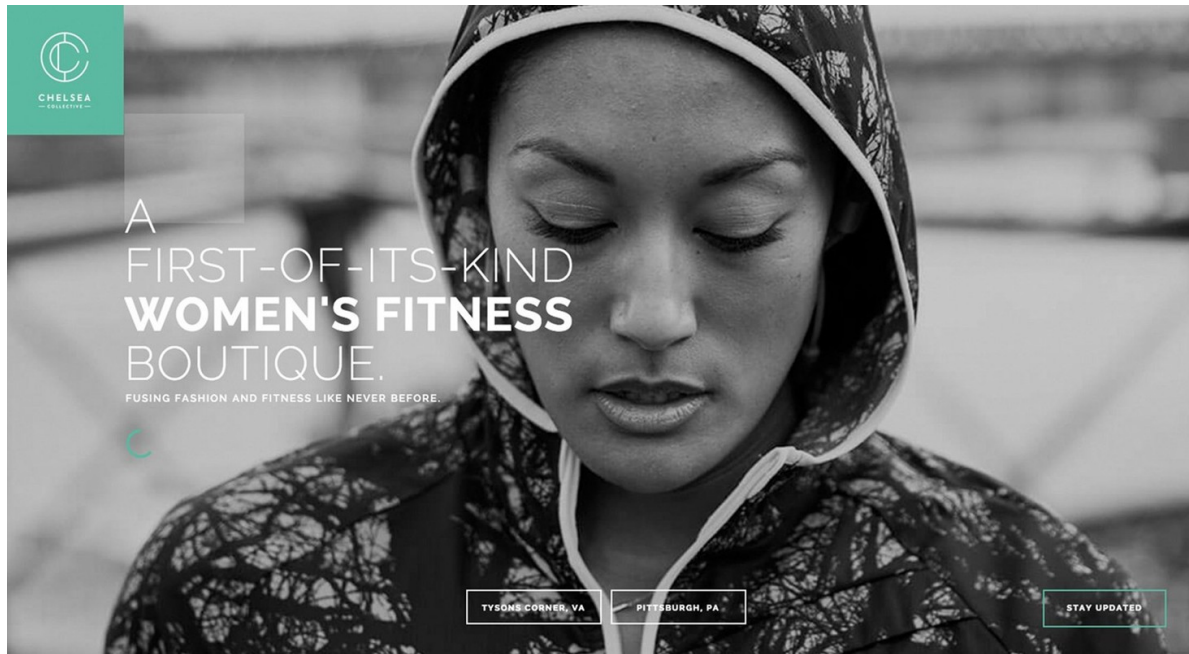 CHELSEA
COLLECTIVE
A
FIRST-OF-ITS-KIND
WOMEN'S FITNESS
BOUTIQUE.
FUSING FASHION AND FITNESS LIKE NEVER BEFORE.
TYSONS CORNER, VA
PITTSBURGH, PA
STAY UPDATED